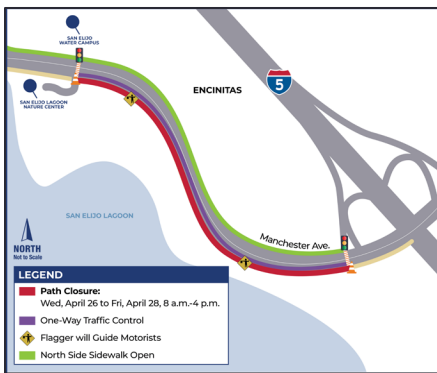 SAN ELIJO
WATER CAMPUS
SAN ELIJO LAGOON
NATURE CENTER
ENCINITAS
5
SAN ELIJO LAGOON
Manchester Ave.
NORTH
Not to Scale
LEGEND
Path Closure:
Wed, April 26 to Fri, April 28, 8 a.m.-4 p.m.
One-Way Traffic Control
Flagger will Guide Motorists
North Side Sidewalk Open